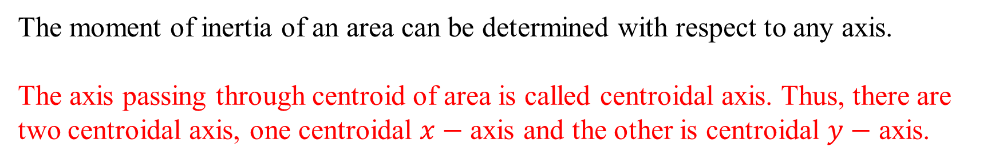 The moment of inertia of an area can be determined with respect to any axis.
The axis passing through centroid of area is called centroidal axis. Thus, there are
two centroidal axis, one centroidal x − axis and the other is centroidal y − axis.